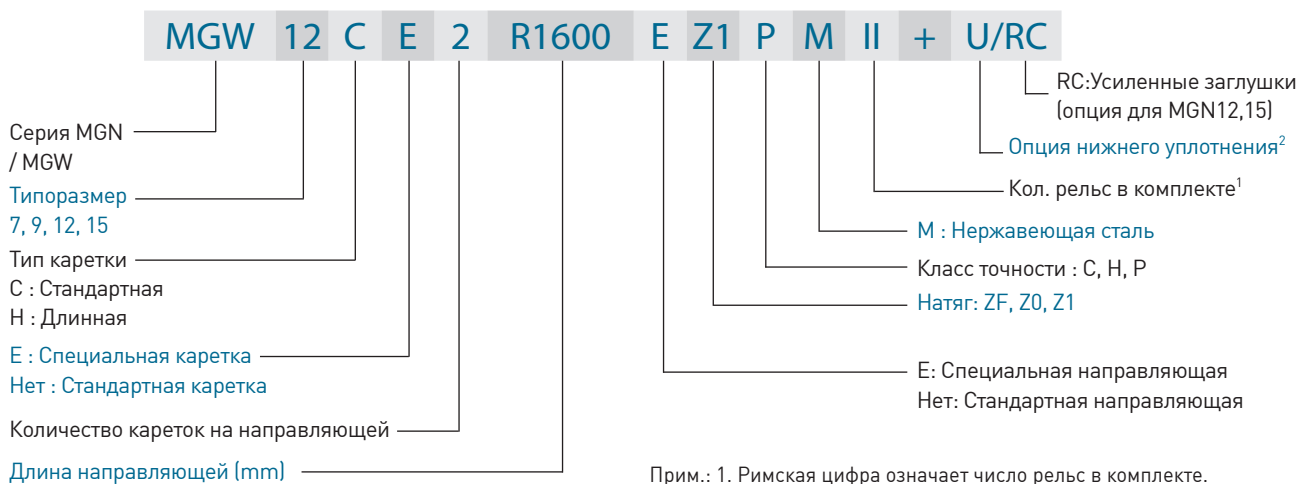 MGW 12 C E 2 R1600 E Z1 P M II + U/RC
RC:Усиленные заглушки
(опция для MGN12,15)
Опция нижнего уплотнения²
Кол. рельс в комплекте¹
M : Нержавеющая сталь
Класс точности : C, H, P
Натяг: ZF, Z0, Z1
E: Специальная направляющая
Нет: Стандартная направляющая
Серия MGN
/ MGW
Типоразмер
7, 9, 12, 15
Тип каретки
C : Стандартная
H : Длинная
E : Специальная каретка
Нет : Стандартная каретка
Количество кареток на направляющей
Длина направляющей (mm)
Прим.: 1. Римская цифра означает число рельс в комплекте.